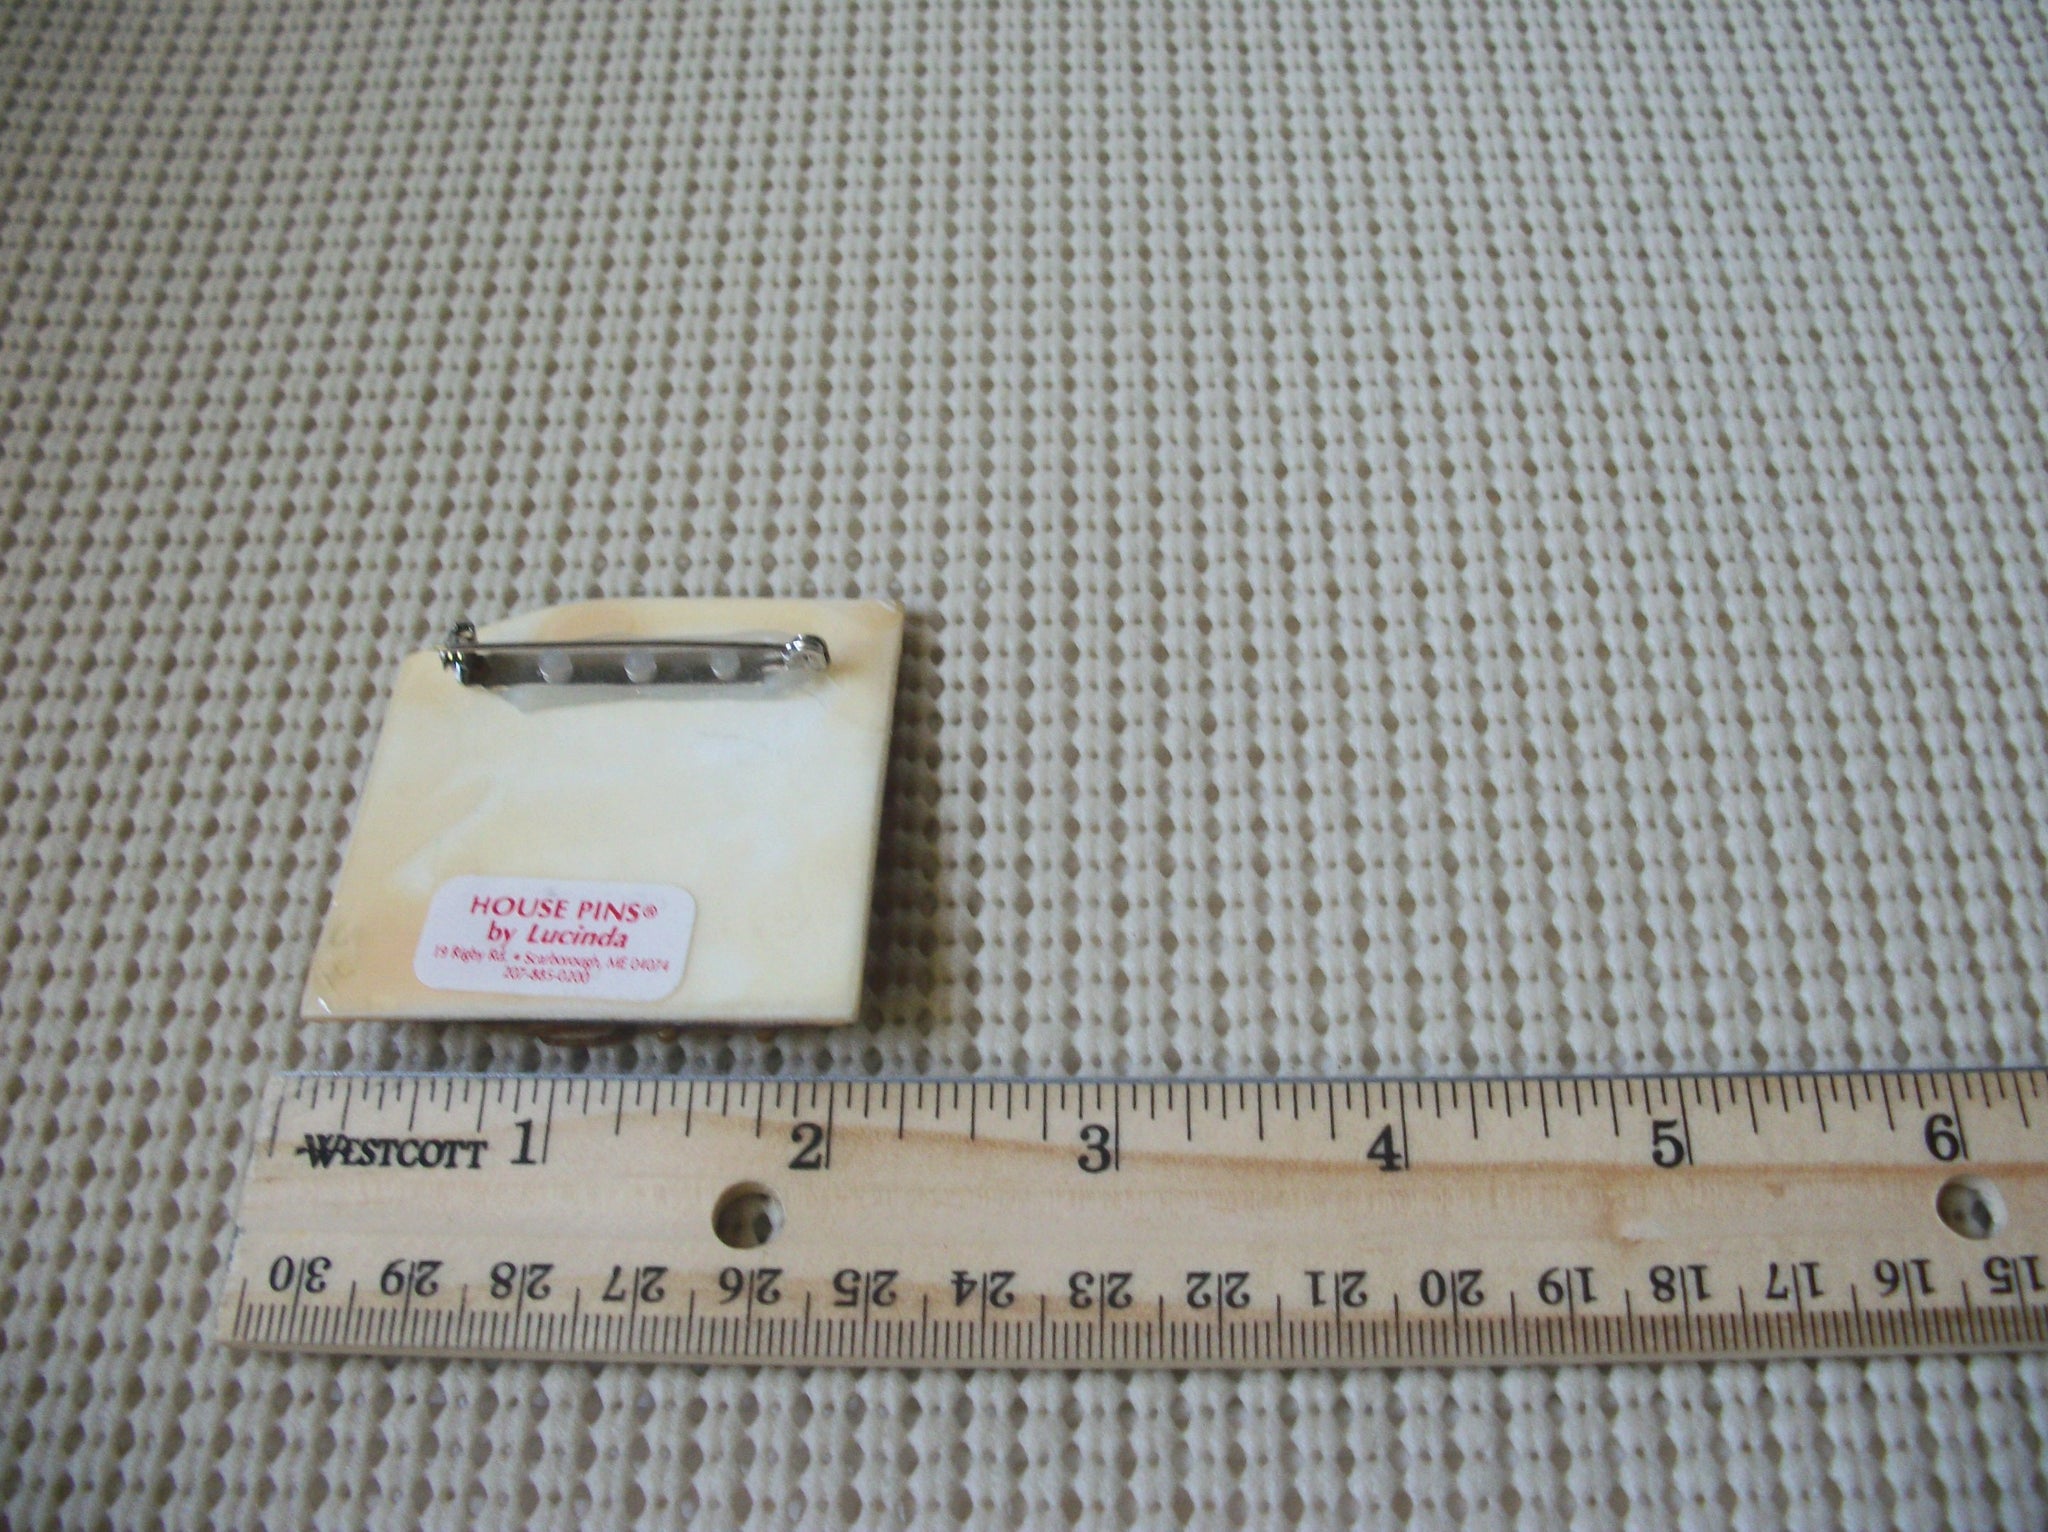 HOUSE PINS®
by Lucinda
19 Rigby Rd. • Scarborough, ME 04074
207-885-0200
WESTCOTT 1 2 3 4 5 6
30 29 28 27 26 25 24 23 22 21 20 19 18 17 16 15